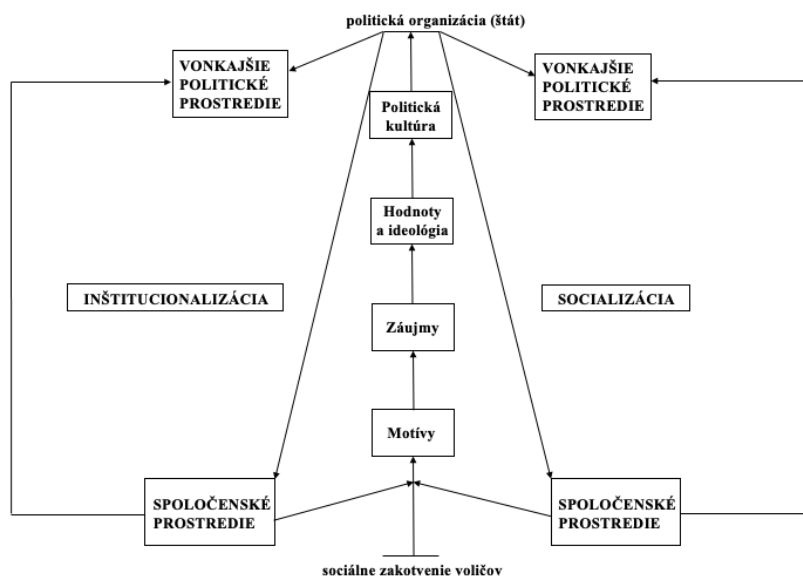 politická organizácia (štát)
VONKAJŠIE
POLITICKÉ
PROSTREDIE
VONKAJŠIE
POLITICKÉ
PROSTREDIE
Politická
kultúra
Hodnoty
a ideológia
INŠTITUCIONALIZÁCIA
SOCIALIZÁCIA
Záujmy
Motívy
SPOLOČENSKÉ
PROSTREDIE
SPOLOČENSKÉ
PROSTREDIE
sociálne zakotvenie voličov